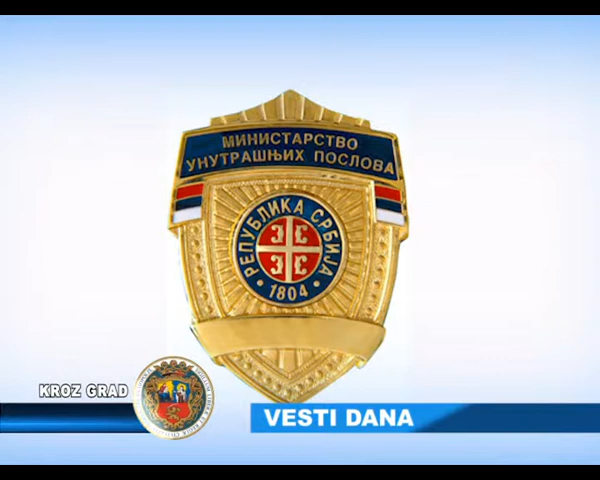 МИНИСТАРСТВО
УНУТРАШЊИХ ПОСЛОВА
РЕПУБЛИКА СРБИЈА
1804
KROZ GRAD
VESTI DANA